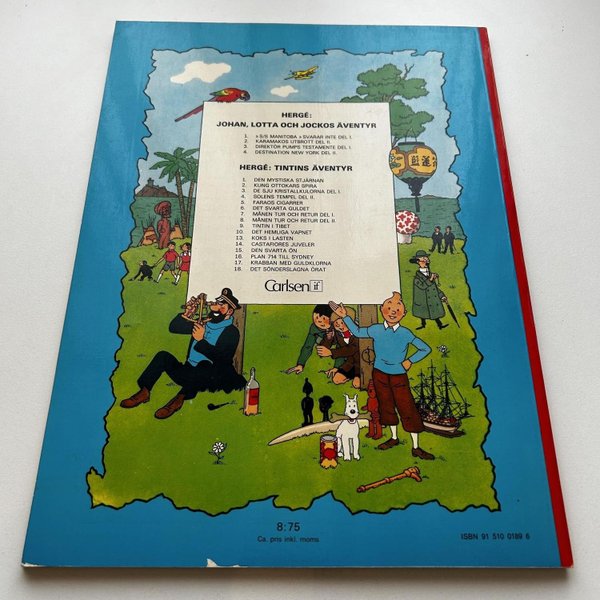 HERGÉ:
JOHAN, LOTTA OCH JOCKOS ÄVENTYR
1. »S/S MANITOBA» SVARAR INTE DEL I.
2. KARAMAKOS UTBROTT DEL II.
3. DIREKTÖR PUMPS TESTAMENTE DEL I.
4. DESTINATION NEW YORK DEL II.
HERGÉ: TINTINS ÄVENTYR
1. DEN MYSTISKA STJÄRNAN
2. KUNG OTTOKARS SPIRA
3. DE SJU KRISTALLKULORNA DEL I.
4. SOLENS TEMPEL DEL II.
5. FARAOS CIGARRER
6. DET SVARTA GULDET
7. MÅNEN TUR OCH RETUR DEL I.
8. MÅNEN TUR OCH RETUR DEL II.
9. TINTIN I TIBET
10. DET HEMLIGA VAPNET
13. KOKS I LASTEN
14. CASTAFIORES JUVELER
15. DEN SVARTA ÖN
16. PLAN 714 TILL SYDNEY
17. KRABBAN MED GULDKLORNA
18. DET SÖNDERSLAGNA ÖRAT
Carlsen if
8:75
Ca. pris inkl. moms
ISBN 91 510 0189 6